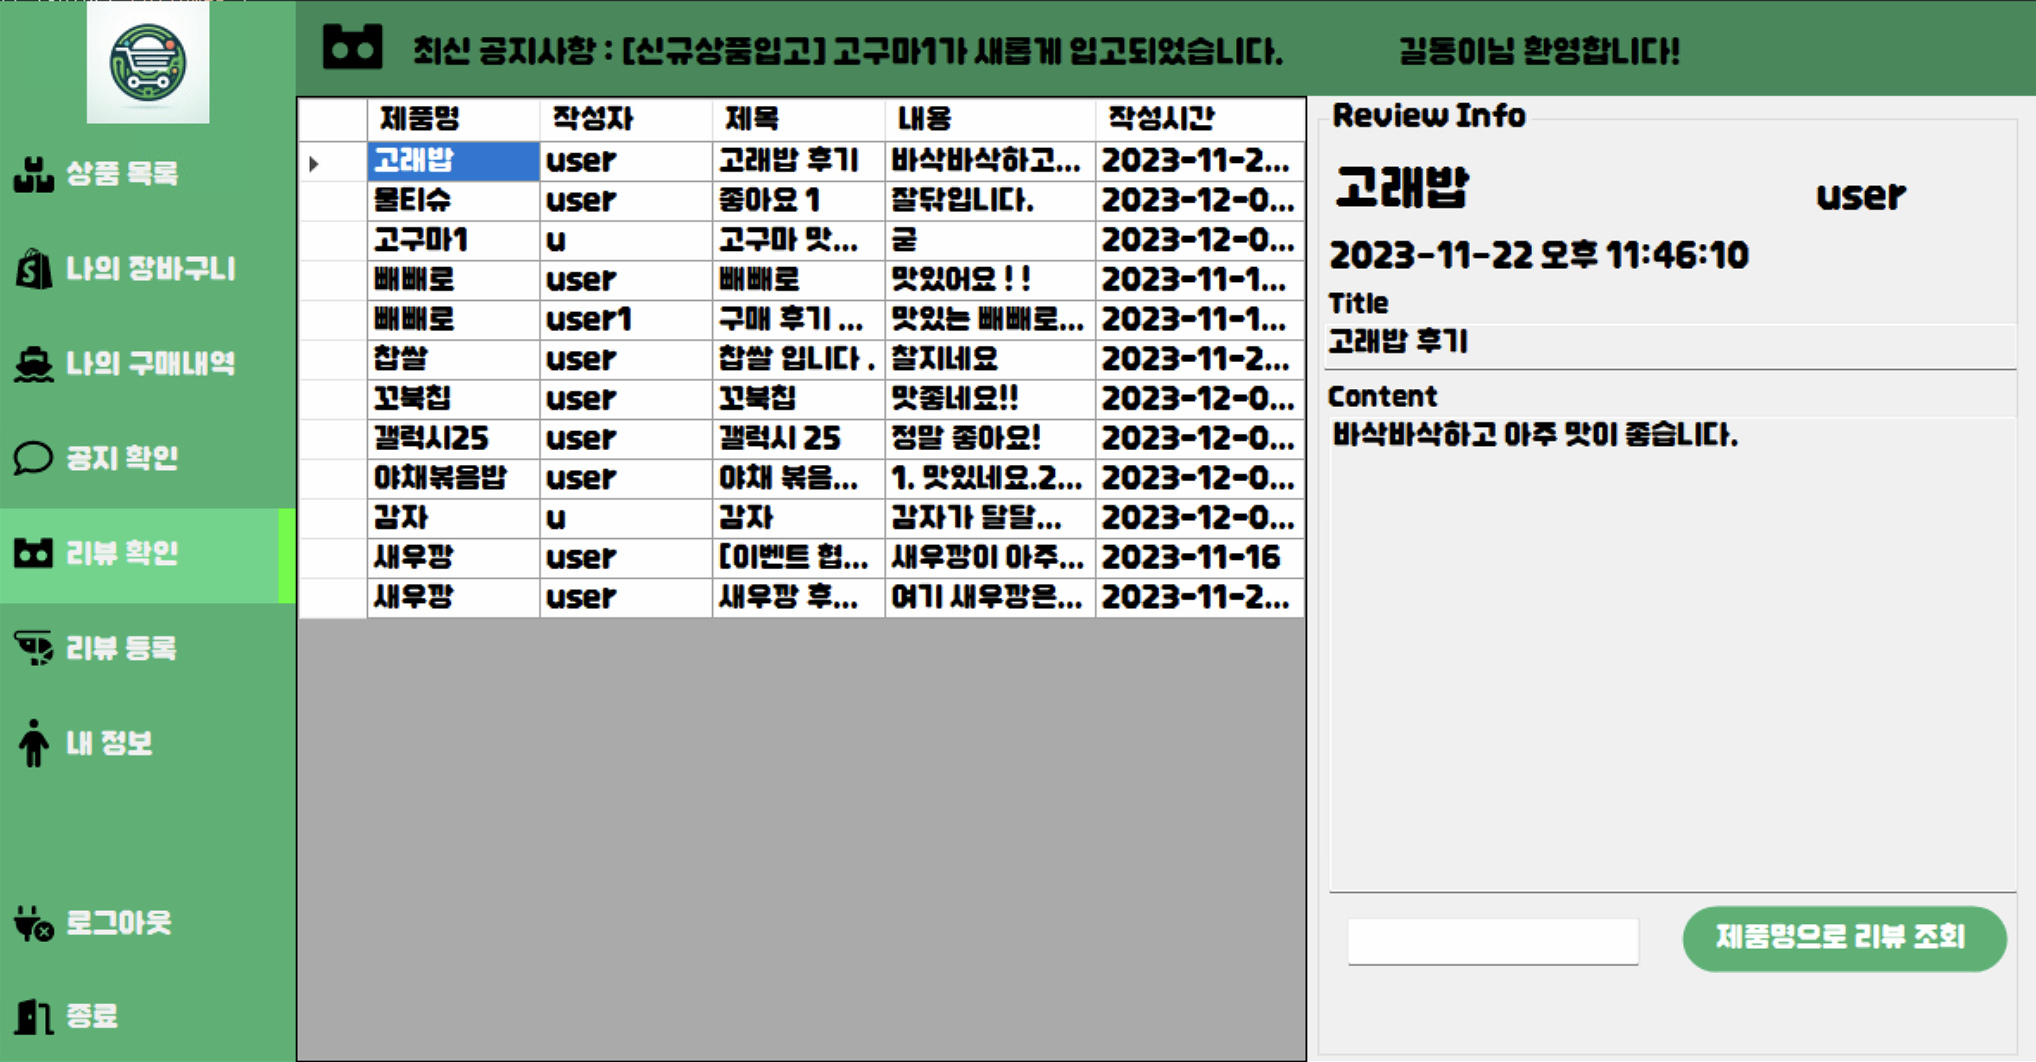 최신 공지사항 : [신규상품입고] 고구마1가 새롭게 입고되었습니다.
길동이님 환영합니다!
상품 목록
나의 장바구니
나의 구매내역
공지 확인
리뷰 확인
리뷰 등록
내 정보
로그아웃
종료
제품명 작성자 제목 내용 작성시간
고래밥 user 고래밥 후기 바삭바삭하고... 2023-11-2...
물티슈 user 좋아요 1 잘닦입니다. 2023-12-0...
고구마1 u 고구마 맛... 굳 2023-12-0...
빼빼로 user 빼빼로 맛있어요 ! ! 2023-11-1...
빼빼로 user1 구매 후기 ... 맛있는 빼빼로... 2023-11-1...
찹쌀 user 찹쌀 입니다 . 찰지네요 2023-11-2...
꼬북칩 user 꼬북칩 맛좋네요!! 2023-12-0...
갤럭시25 user 갤럭시 25 정말 좋아요! 2023-12-0...
야채볶음밥 user 야채 볶음... 1. 맛있네요.2... 2023-12-0...
감자 u 감자 감자가 달달... 2023-12-0...
새우깡 user [이벤트 협... 새우깡이 아주... 2023-11-16
새우깡 user 새우깡 후... 여기 새우깡은... 2023-11-2...
Review Info
고래밥 user
2023-11-22 오후 11:46:10
Title
고래밥 후기
Content
바삭바삭하고 아주 맛이 좋습니다.
제품명으로 리뷰 조회